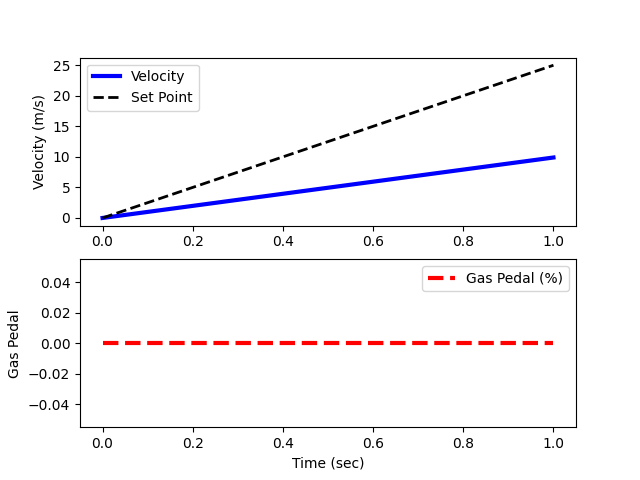 25
20
15
10
5
0
Velocity (m/s)
Velocity
Set Point
0.0 0.2 0.4 0.6 0.8 1.0
0.04
0.02
0.00
−0.02
−0.04
Gas Pedal
Gas Pedal (%)
0.0 0.2 0.4 0.6 0.8 1.0
Time (sec)